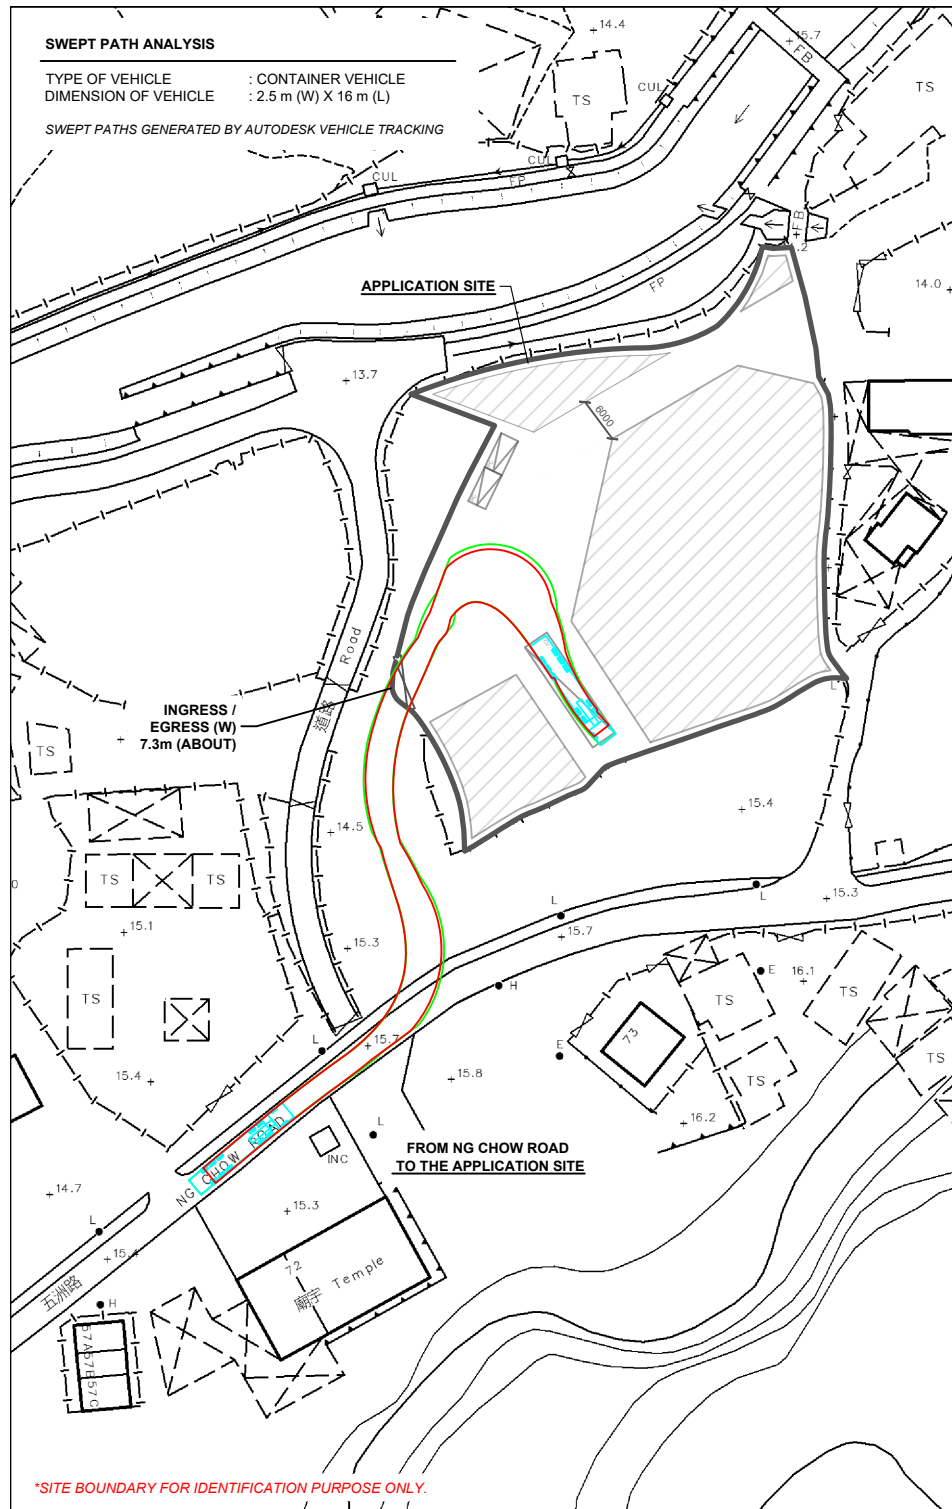 SWEPT PATH ANALYSIS
TYPE OF VEHICLE : CONTAINER VEHICLE
DIMENSION OF VEHICLE : 2.5 m (W) X 16 m (L)
SWEPT PATHS GENERATED BY AUTODESK VEHICLE TRACKING
14.4
15.7
FB
TS
CUL
TS
CUL
CUL
FP
FB
APPLICATION SITE
FP
14.0
13.7
6000
Road
道路
INGRESS /
EGRESS (W)
7.3m (ABOUT)
L
TS
15.4
14.5
TS
TS
0
15.3
L
L
15.1
15.3
15.7
TS
E
16.1
TS
TS
H
73
15.7
L
E
TS
TS
15.4
15.8
16.2
L
NG CHOW ROAD
INC
FROM NG CHOW ROAD
TO THE APPLICATION SITE
14.7
15.3
L
15.4
72
Temple
廟宇
五洲路
H
57A
57B
57C
*SITE BOUNDARY FOR IDENTIFICATION PURPOSE ONLY.